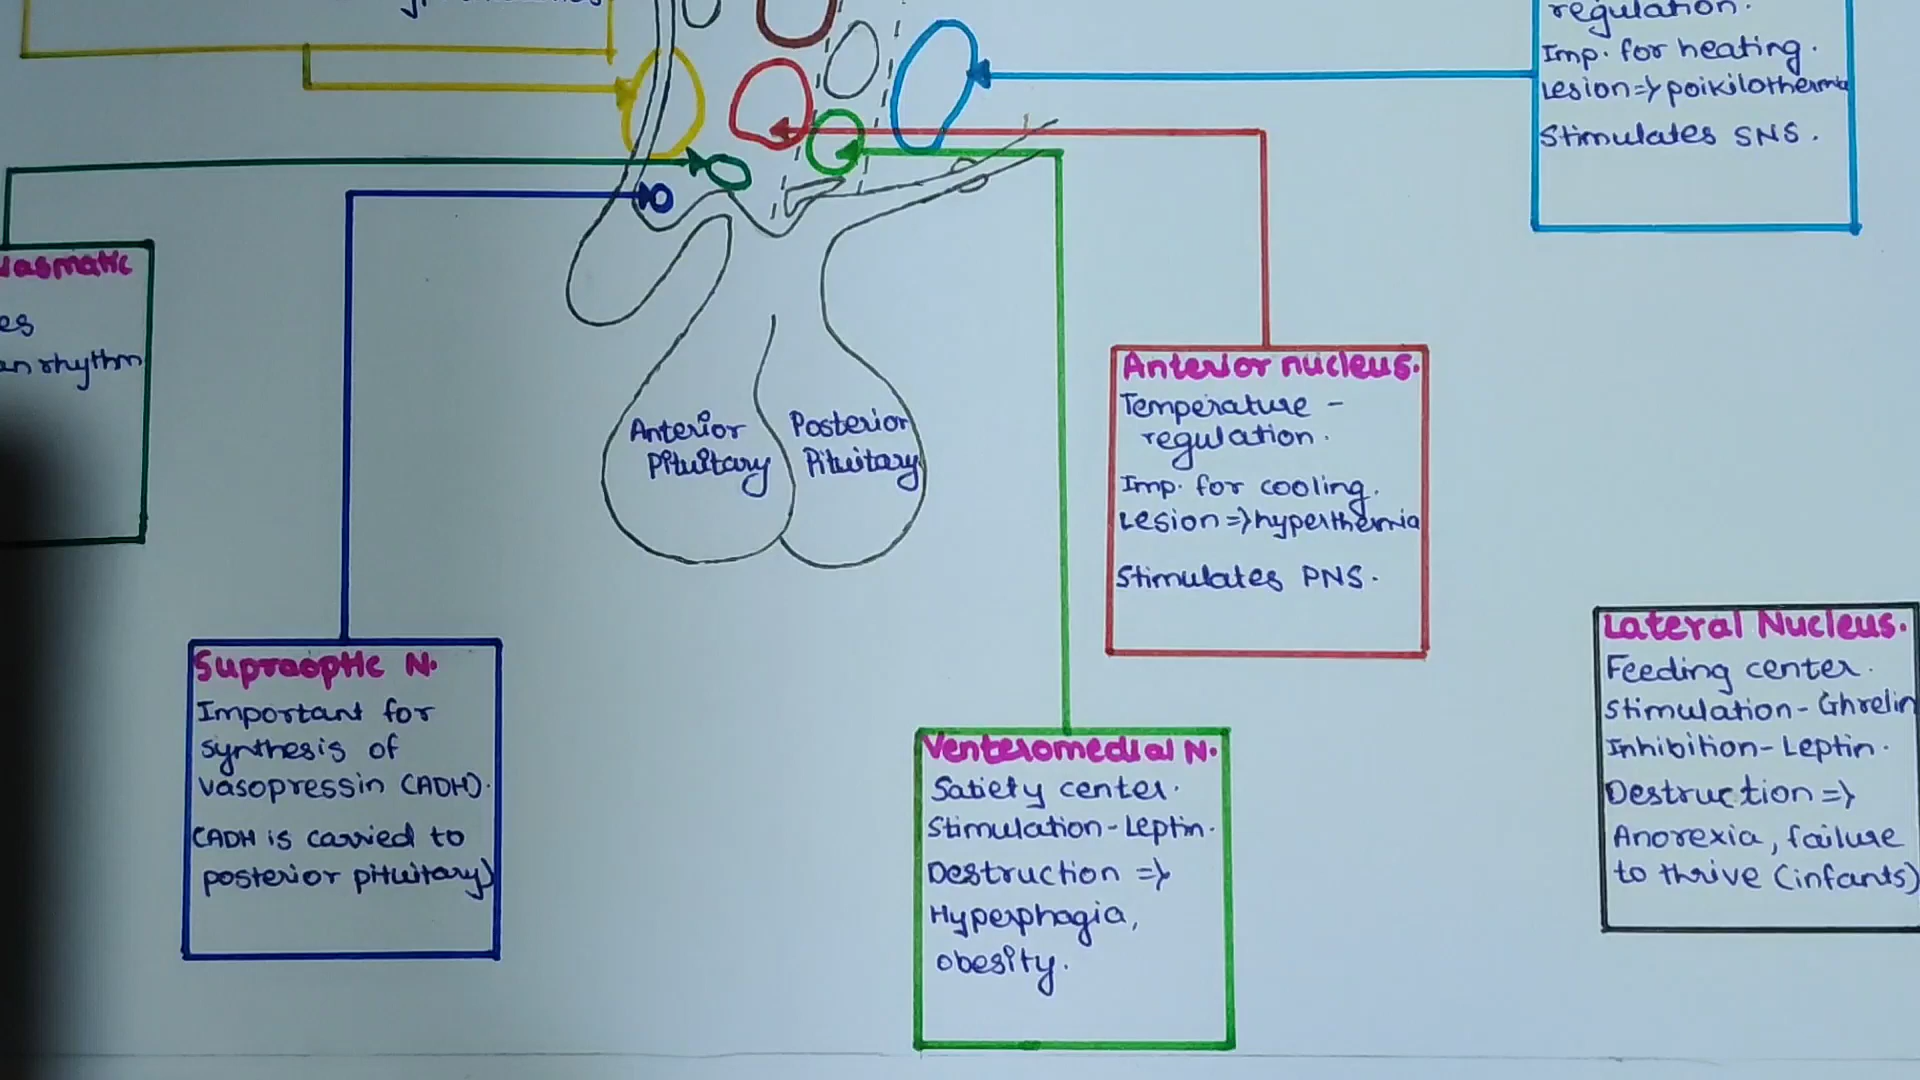 regulation.
Imp. for heating.
Lesion => poikilothermia
Stimulates SNS.
es
rhythm
Anterior nucleus.
Temperature -
regulation.
Imp. for cooling.
Lesion => hyperthermia
Stimulates PNS.
Anterior
Pituitary
Posterior
Pituitary
Supraoptic N.
Important for
synthesis of
vasopressin (ADH).
(ADH is carried to
posterior pituitary)
Venteromedial N.
Satiety center.
Stimulation - Leptin.
Destruction =>
Hyperphagia,
obesity.
Lateral Nucleus.
Feeding center.
Stimulation - Ghrelin
Inhibition - Leptin.
Destruction =>
Anorexia, failure
to thrive (infants)